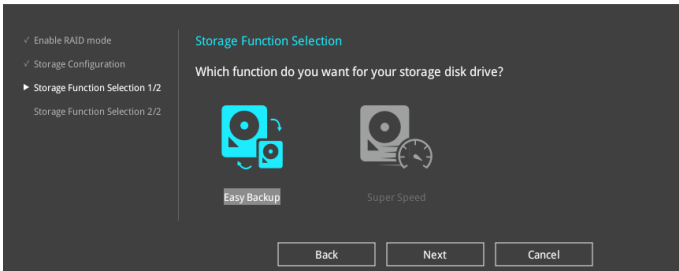 ✓ Enable RAID mode
✓ Storage Configuration
▶ Storage Function Selection 1/2
Storage Function Selection 2/2
Storage Function Selection
Which function do you want for your storage disk drive?
Easy Backup
Super Speed
Back
Next
Cancel